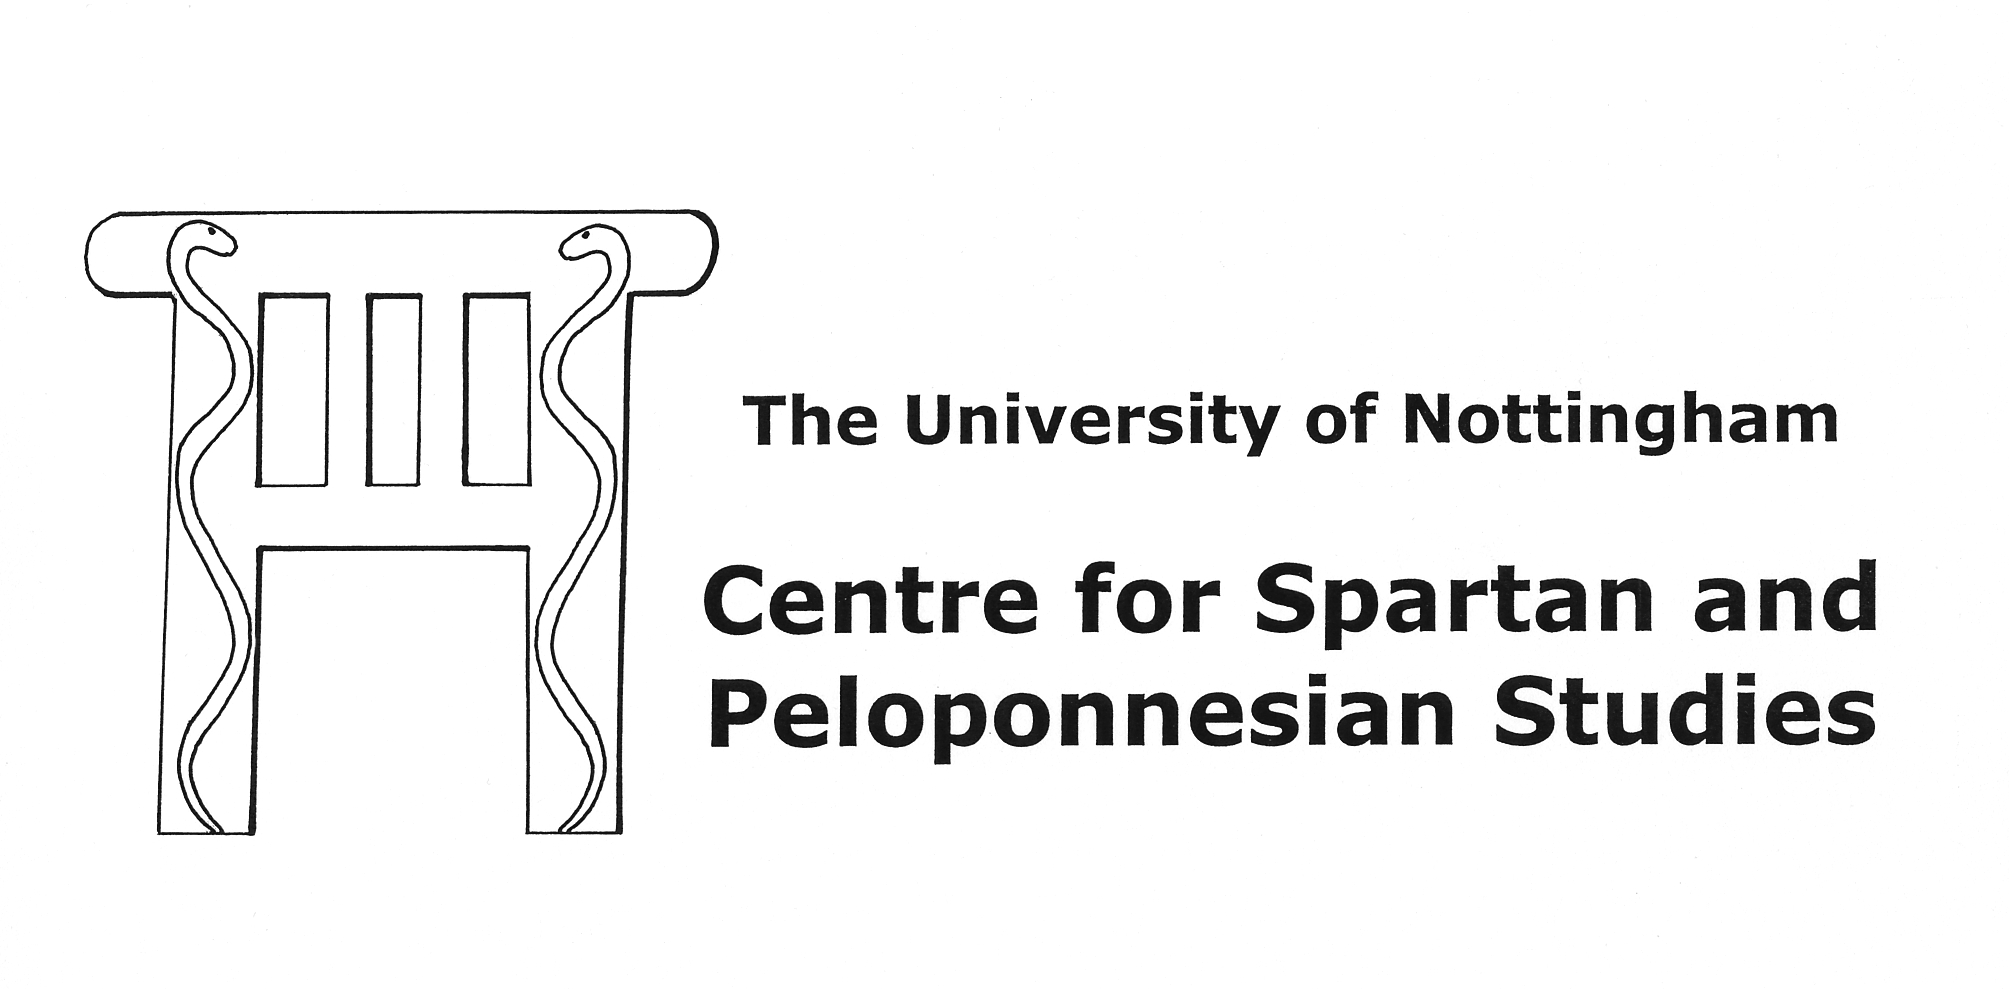 The University of Nottingham
Centre for Spartan and
Peloponnesian Studies